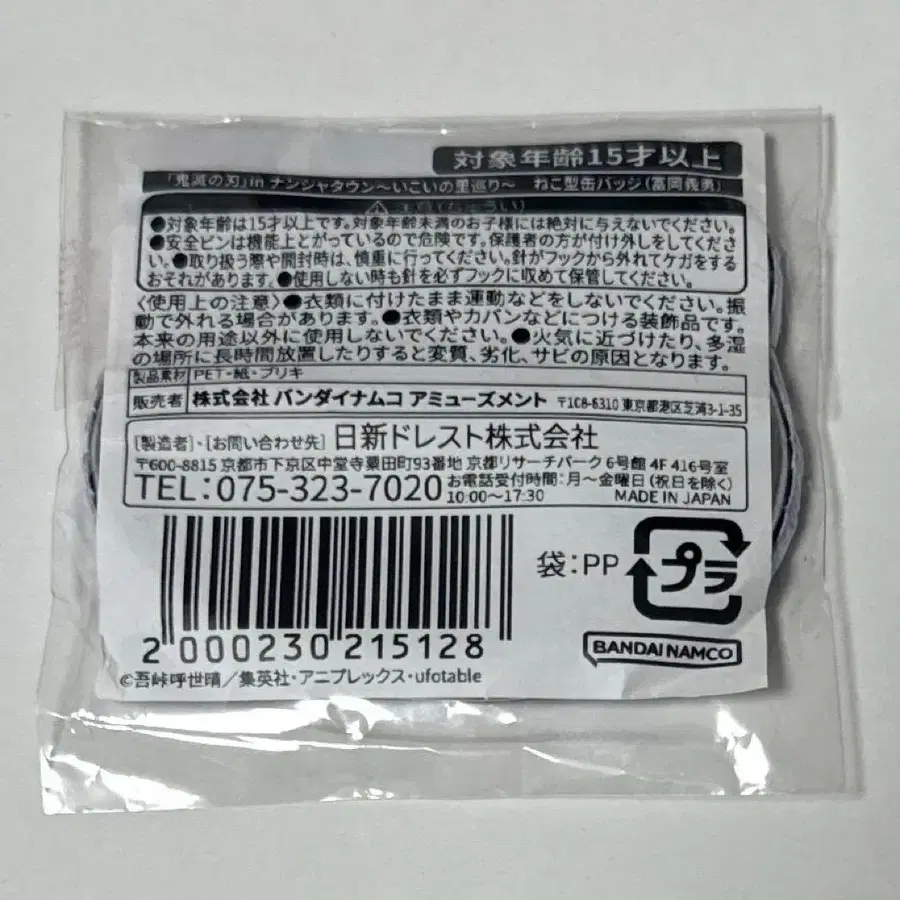 対象年齢15才以上
「鬼滅の刃」in ナンジャタウン～いこいの里巡り～ ねこ型缶バッジ(冨岡義勇)
⚠注意(ちゅうい)
●対象年齢は15才以上です。対象年齢未満のお子様には絶対に与えないでください。
●安全ピンは機能上とがっているので危険です。保護者の方が付け外しをしてくださ
い。●取り扱う際や開封時は、慎重に行ってください。針がフックから外れてケガをする
おそれがあります。●使用しない時も針を必ずフックに収めて保管してください。
〈使用上の注意〉●衣類に付けたまま運動などをしないでください。振
動で外れる場合があります。●衣類やカバンなどにつける装飾品です。
本来の用途以外に使用しないでください。●火気に近づけたり、多湿
の場所に長時間放置したりすると変質、劣化、サビの原因となります。
製品素材 PET・紙・ブリキ
販売者 株式会社 バンダイナムコ アミューズメント 〒108-6310 東京都港区芝浦3-1-35
[製造者]・[お問い合わせ先] 日新ドレスト株式会社
〒600-8815 京都市下京区中堂寺粟田町93番地 京都リサーチパーク 6号館 4F 416号室
TEL:075-323-7020 お電話受付時間:月～金曜日(祝日を除く)
10:00～17:30 MADE IN JAPAN
袋:PP プラ
2 000230 215128
BANDAI NAMCO
©吾峠呼世晴／集英社・アニプレックス・ufotable